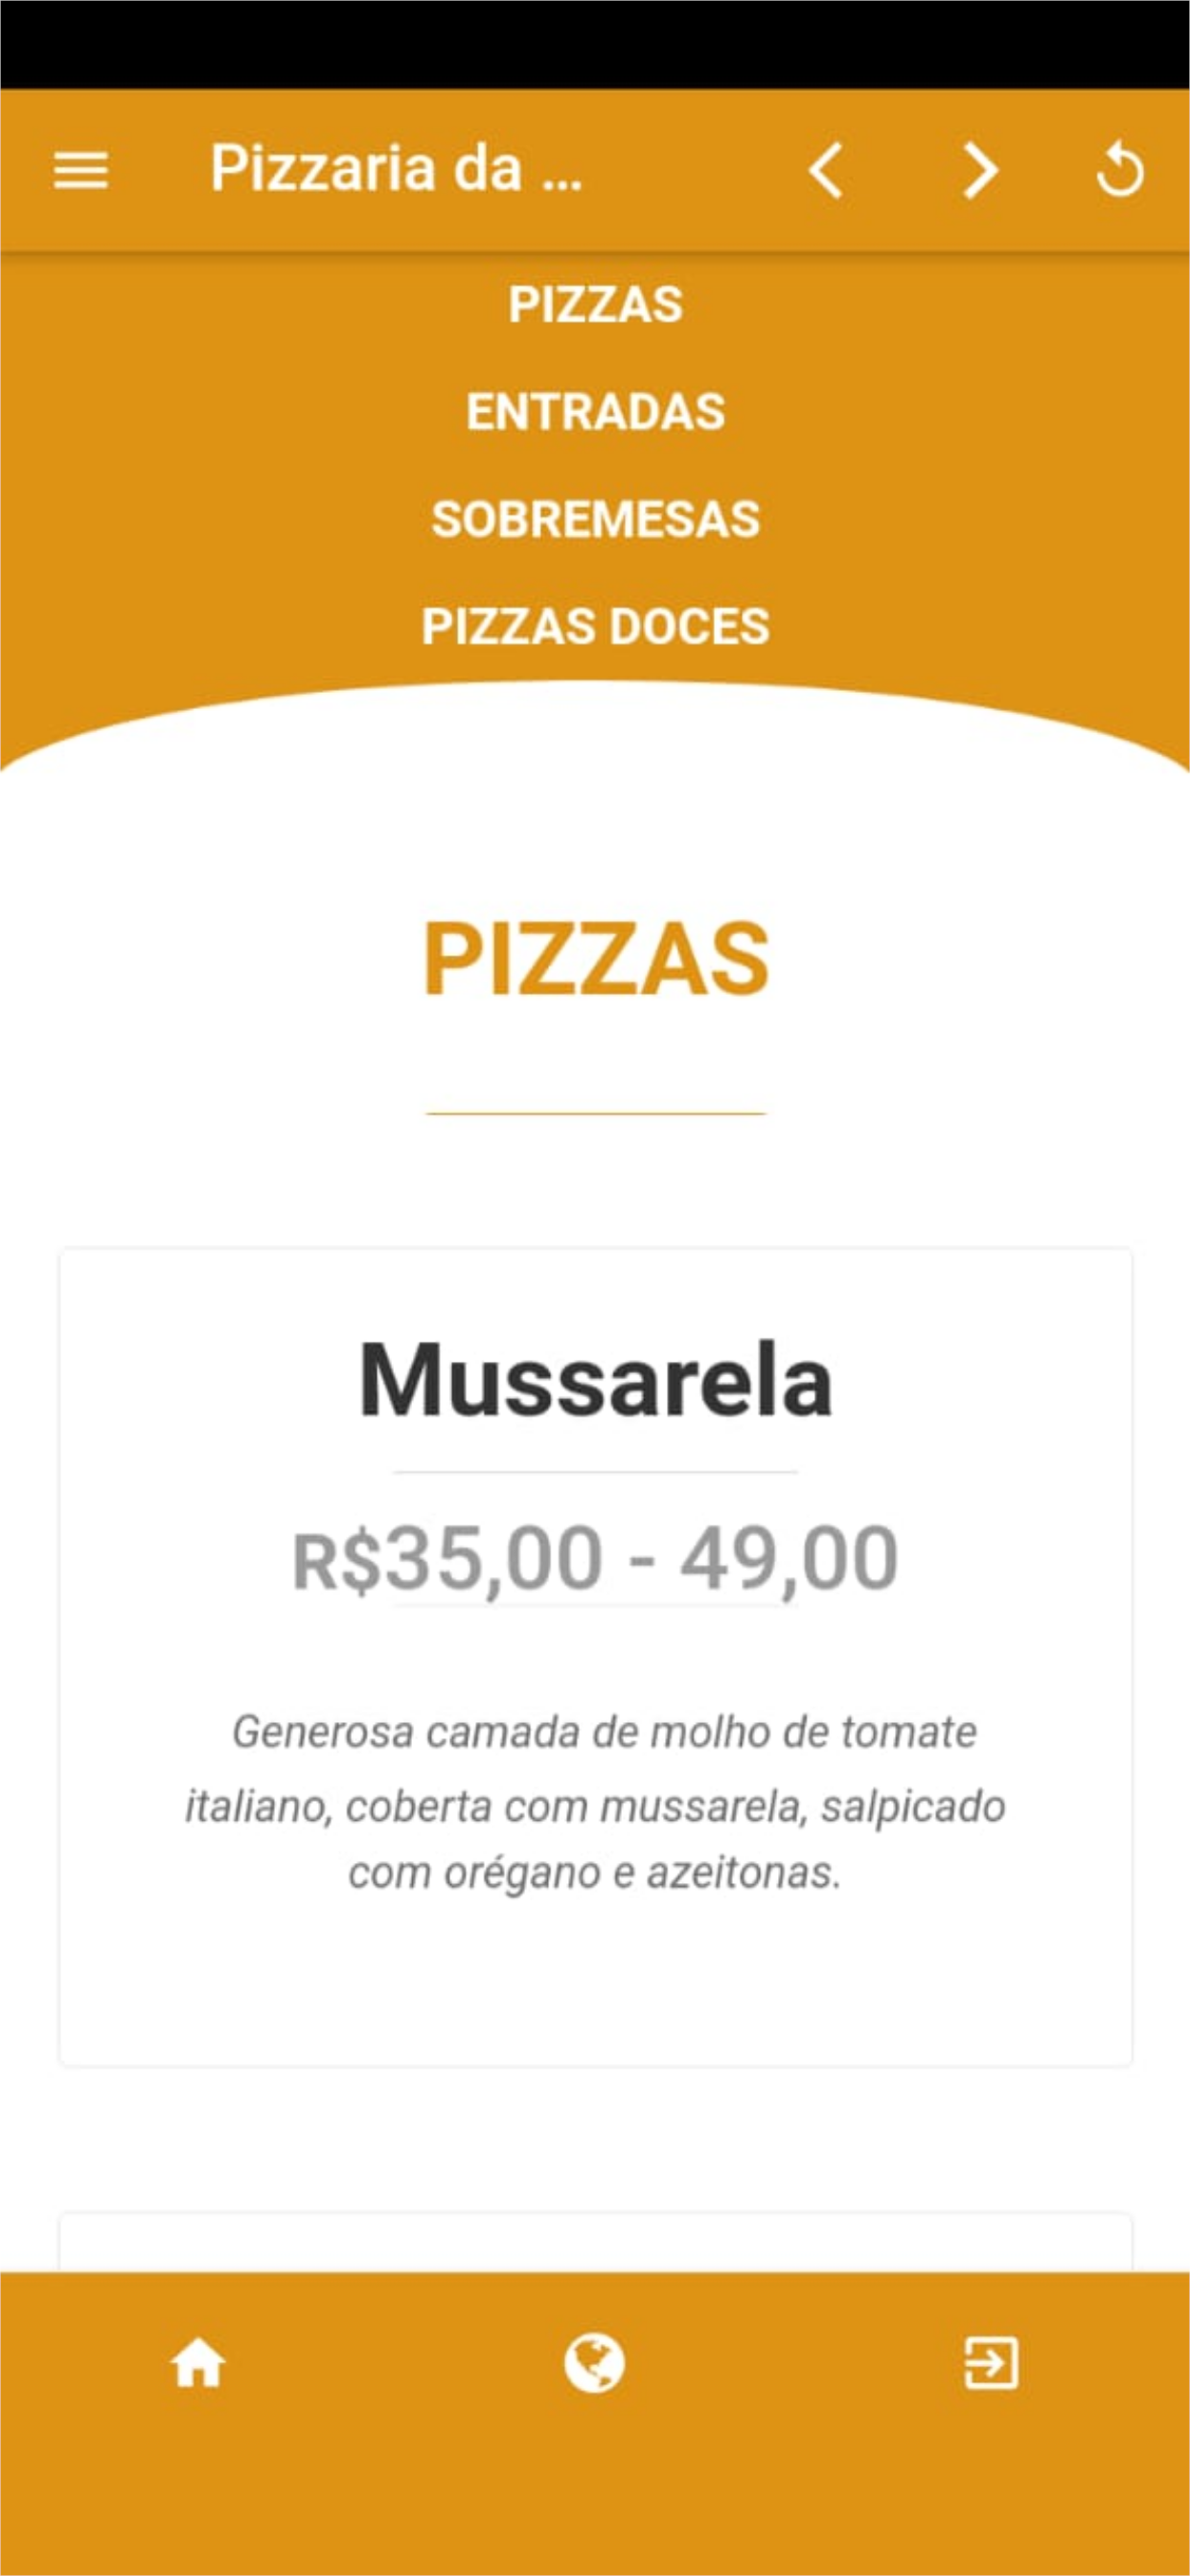 Pizzaria da ...
PIZZAS
ENTRADAS
SOBREMESAS
PIZZAS DOCES
PIZZAS
Mussarela
R$35,00 - 49,00
Generosa camada de molho de tomate
italiano, coberta com mussarela, salpicado
com orégano e azeitonas.